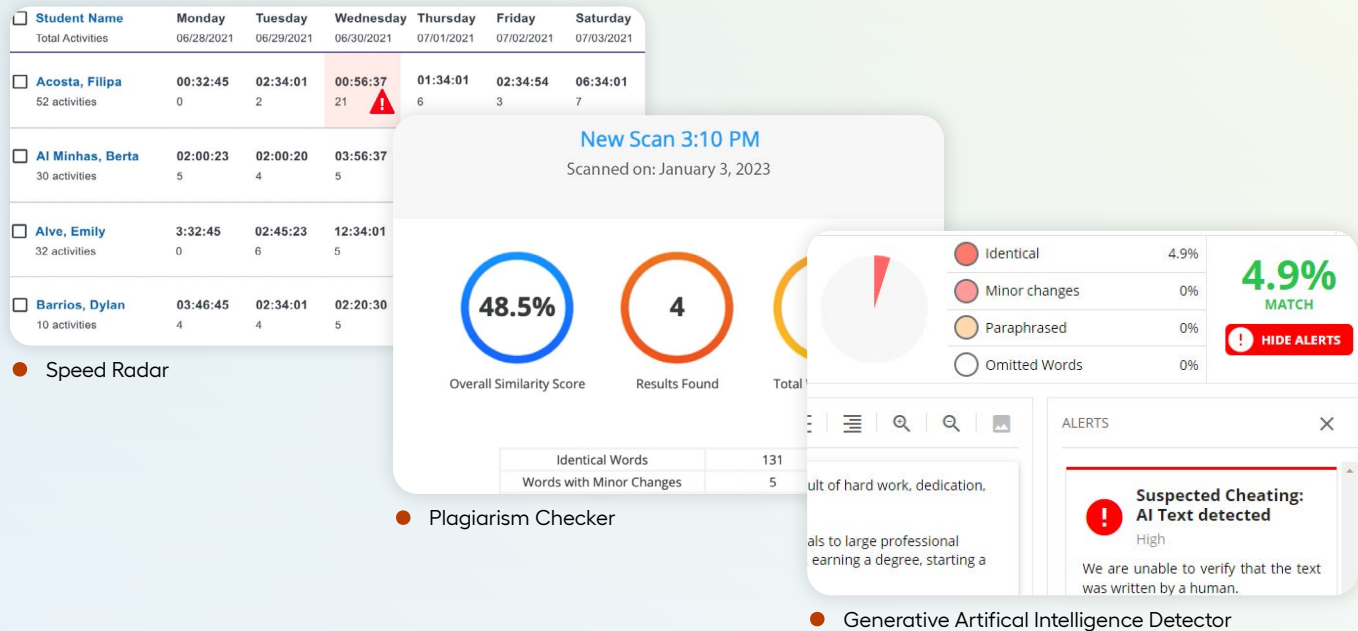 Student Name Monday Tuesday Wednesday Thursday Friday Saturday
Total Activities 06/28/2021 06/29/2021 06/30/2021 07/01/2021 07/02/2021 07/03/2021
Acosta, Filipa 00:32:45 02:34:01 00:56:37 01:34:01 02:34:54 06:34:01
52 activities 0 2 21 6 3 7
Al Minhas, Berta 02:00:23 02:00:20 03:56:37
30 activities 5 4 5
Alve, Emily 3:32:45 02:45:23 12:34:01
32 activities 0 6 5
Barrios, Dylan 03:46:45 02:34:01 02:20:30
10 activities 4 4 5
Speed Radar
New Scan 3:10 PM
Scanned on: January 3, 2023
48.5% 4
Overall Similarity Score Results Found Total
Identical Words 131
Words with Minor Changes 5
Plagiarism Checker
Identical 4.9%
Minor changes 0%
Paraphrased 0%
Omitted Words 0%
4.9%
MATCH
! HIDE ALERTS
ult of hard work, dedication,
als to large professional
earning a degree, starting a
ALERTS
Suspected Cheating:
AI Text detected
High
We are unable to verify that the text
was written by a human.
Generative Artifical Intelligence Detector